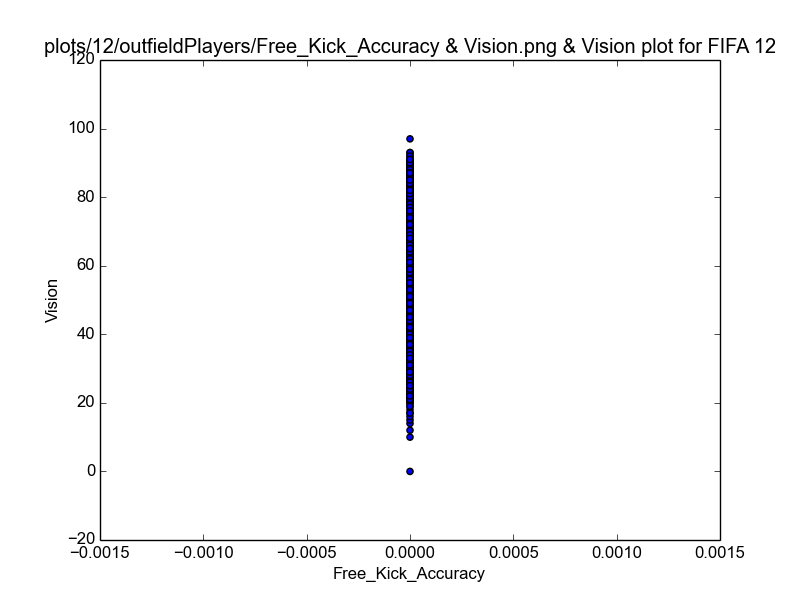 plots/12/outfieldPlayers/Free_Kick_Accuracy & Vision.png & Vision plot for FIFA 12
120
100
80
60
40
20
0
−20
Vision
−0.0015 −0.0010 −0.0005 0.0000 0.0005 0.0010 0.0015
Free_Kick_Accuracy